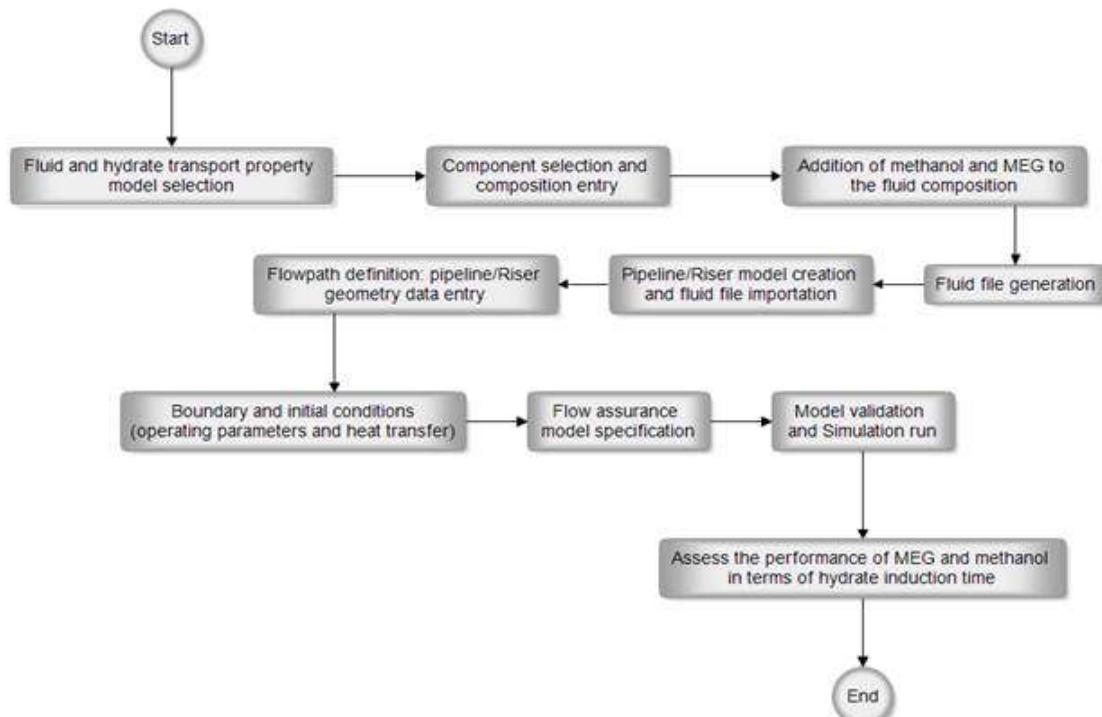 Start
Fluid and hydrate transport property
model selection
Component selection and
composition entry
Addition of methanol and MEG to
the fluid composition
Fluid file generation
Pipeline/Riser model creation
and fluid file importation
Flowpath definition: pipeline/Riser
geometry data entry
Boundary and initial conditions
(operating parameters and heat transfer)
Flow assurance
model specification
Model validation
and Simulation run
Assess the performance of MEG and methanol
in terms of hydrate induction time
End